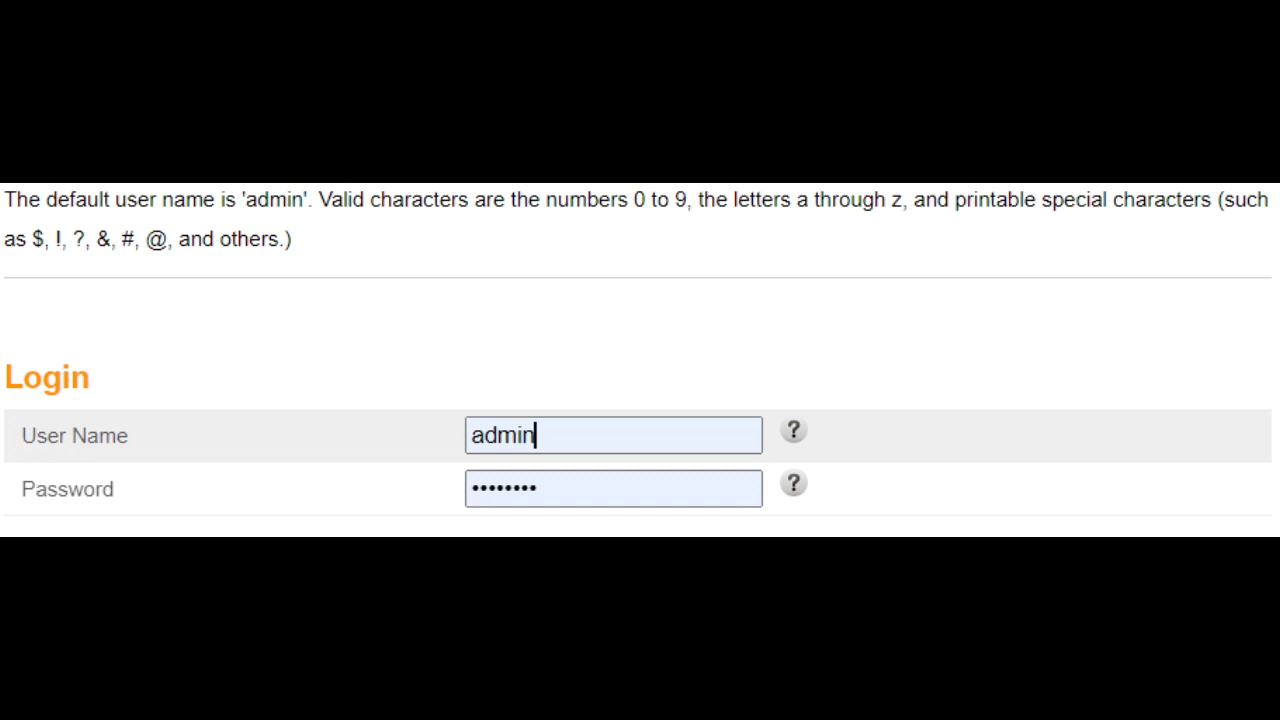 The default user name is 'admin'. Valid characters are the numbers 0 to 9, the letters a through z, and printable special characters (such
as $, !, ?, &, #, @, and others.)
Login
User Name admin ?
Password •••••••• ?